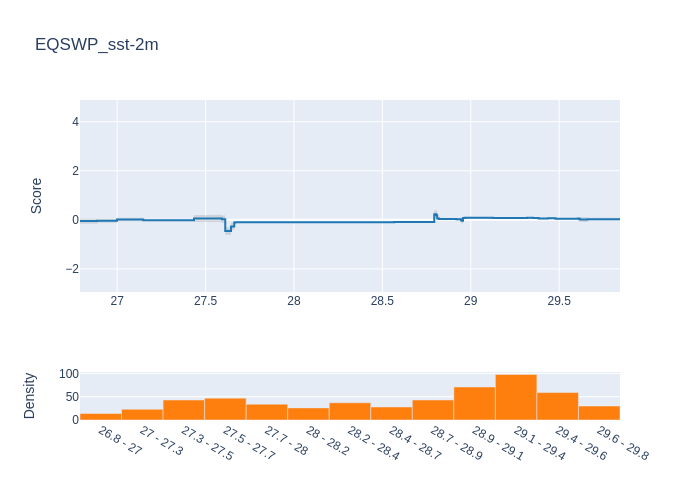 EQSWP_sst-2m
Score
4
2
0
−2
27
27.5
28
28.5
29
29.5
Density
100
50
0
26.8 - 27
27 - 27.3
27.3 - 27.5
27.5 - 27.7
27.7 - 28
28 - 28.2
28.2 - 28.4
28.4 - 28.7
28.7 - 28.9
28.9 - 29.1
29.1 - 29.4
29.4 - 29.6
29.6 - 29.8